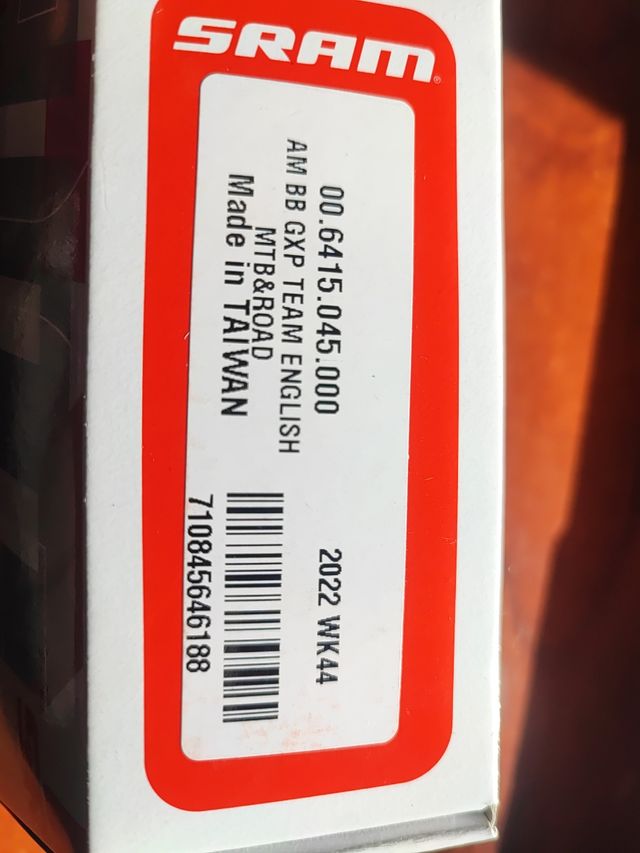 SRAM®
00.6415.045.000
2022 WK44
AM BB GXP TEAM ENGLISH
MTB&ROAD
Made in TAIWAN
710845646188